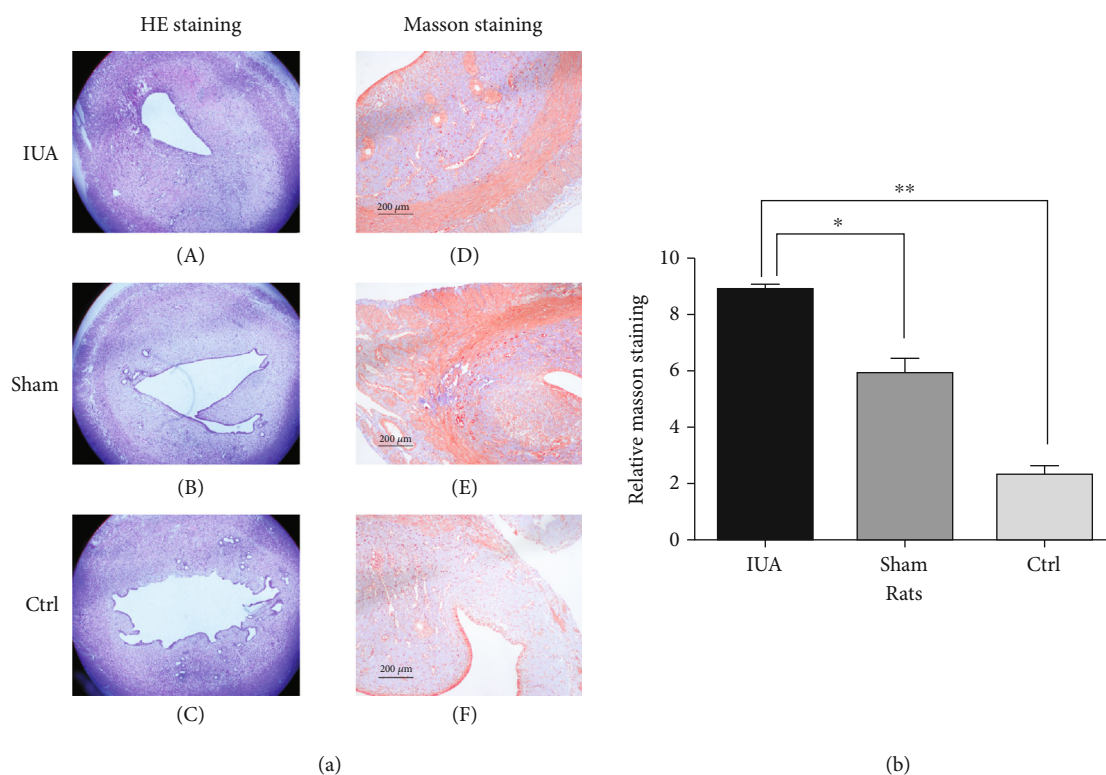 HE staining
Masson staining
IUA
200 μm
(A)
(D)
Sham
200 μm
(B)
(E)
Ctrl
200 μm
(C)
(F)
(a)
**
*
10
8
6
4
2
0
Relative masson staining
IUA
Sham
Ctrl
Rats
(b)